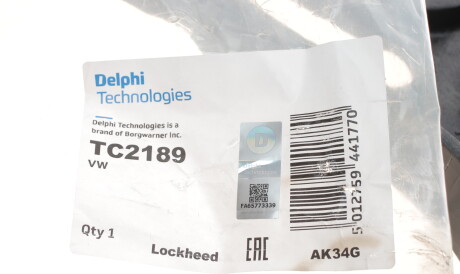 Delphi
Technologies
Delphi Technologies is a
brand of Borgwarner Inc.
TC2189
VW
FA65773339
5 012759 441770
Qty 1
Lockheed
EAC
AK34G